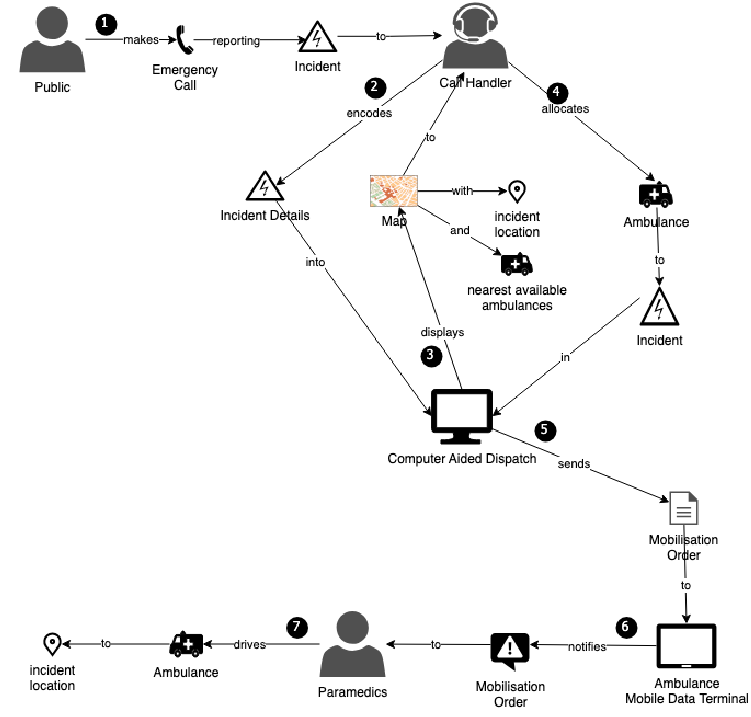 1
makes
reporting
to
Public
Emergency
Call
Incident
Call Handler
2
encodes
4
allocates
to
Incident Details
Map
with
incident
location
and
nearest available
ambulances
Ambulance
to
into
Incident
displays
3
in
Computer Aided Dispatch
5
sends
Mobilisation
Order
to
6
notifies
Ambulance
Mobile Data Terminal
Mobilisation
Order
to
Paramedics
7
drives
Ambulance
to
incident
location